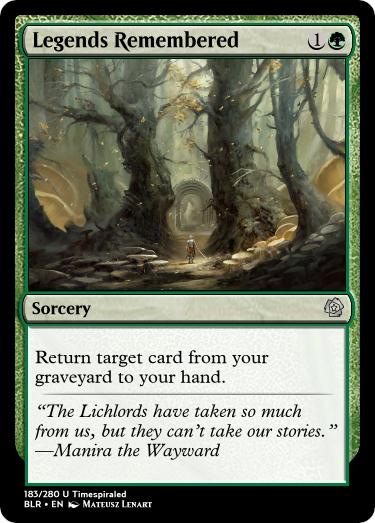 Legends Remembered 1
Sorcery
Return target card from your
graveyard to your hand.
“The Lichlords have taken so much
from us, but they can’t take our stories.”
—Manira the Wayward
183/280 U Timespiraled
BLR • EN Mateusz Lenart